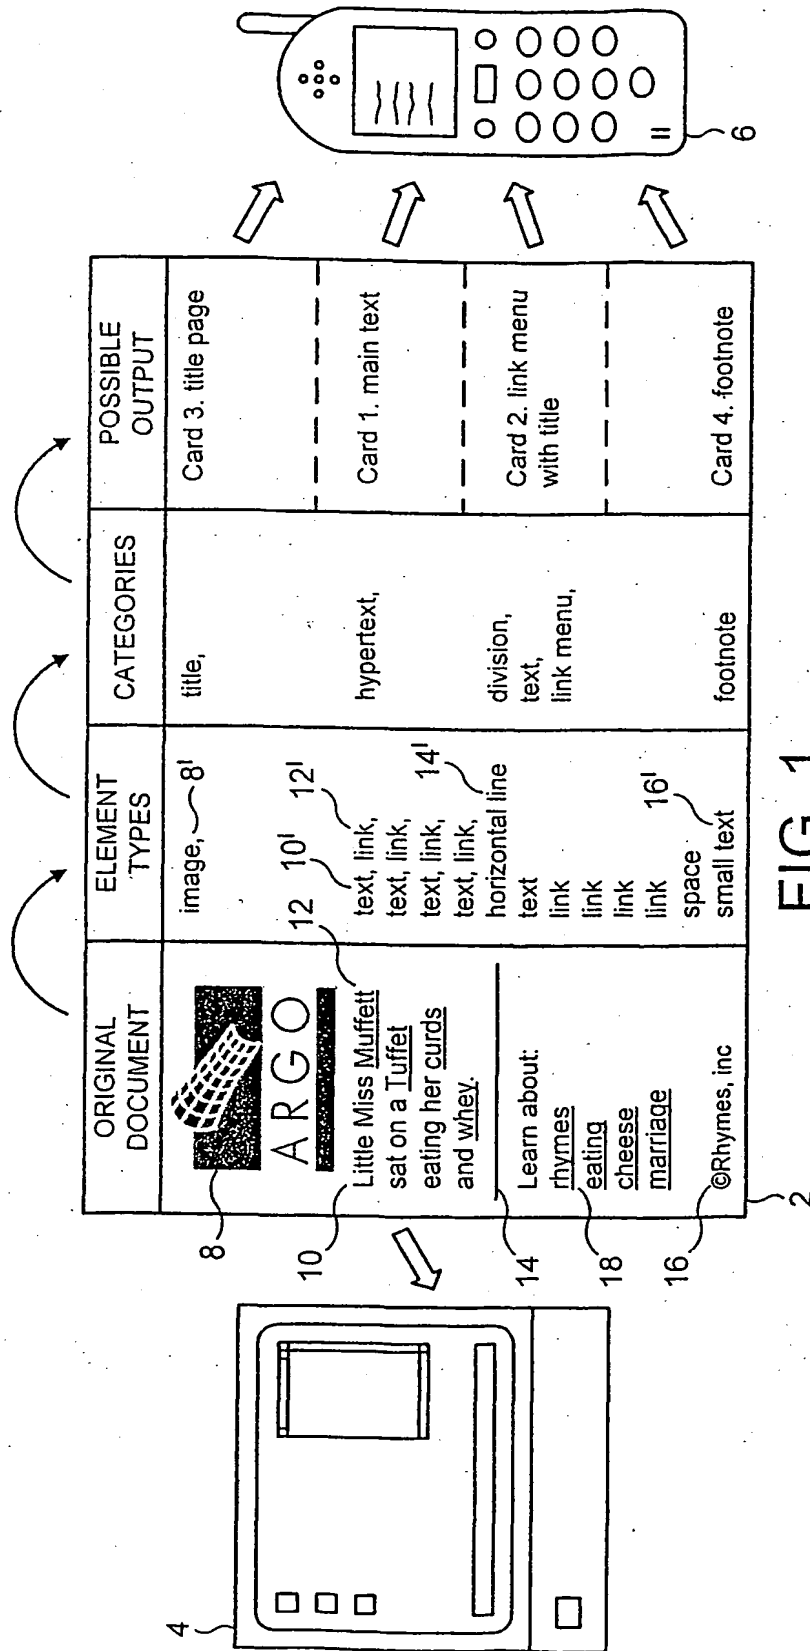 ORIGINAL
DOCUMENT
ELEMENT
TYPES
CATEGORIES
POSSIBLE
OUTPUT
8
ARGO
10
12
Little Miss Muffett
sat on a Tuffet
eating her curds
and whey.
14
Learn about:
rhymes
eating
cheese
marriage
18
16
©Rhymes, inc
2
image, 8'
10'
12'
text, link,
text, link,
text, link,
text, link,
14'
horizontal line
text
link
link
link
link
space
16'
small text
title,
hypertext,
division,
text,
link menu,
footnote
Card 3. title page
Card 1. main text
Card 2. link menu
with title
Card 4. footnote
4
6
FIG. 1